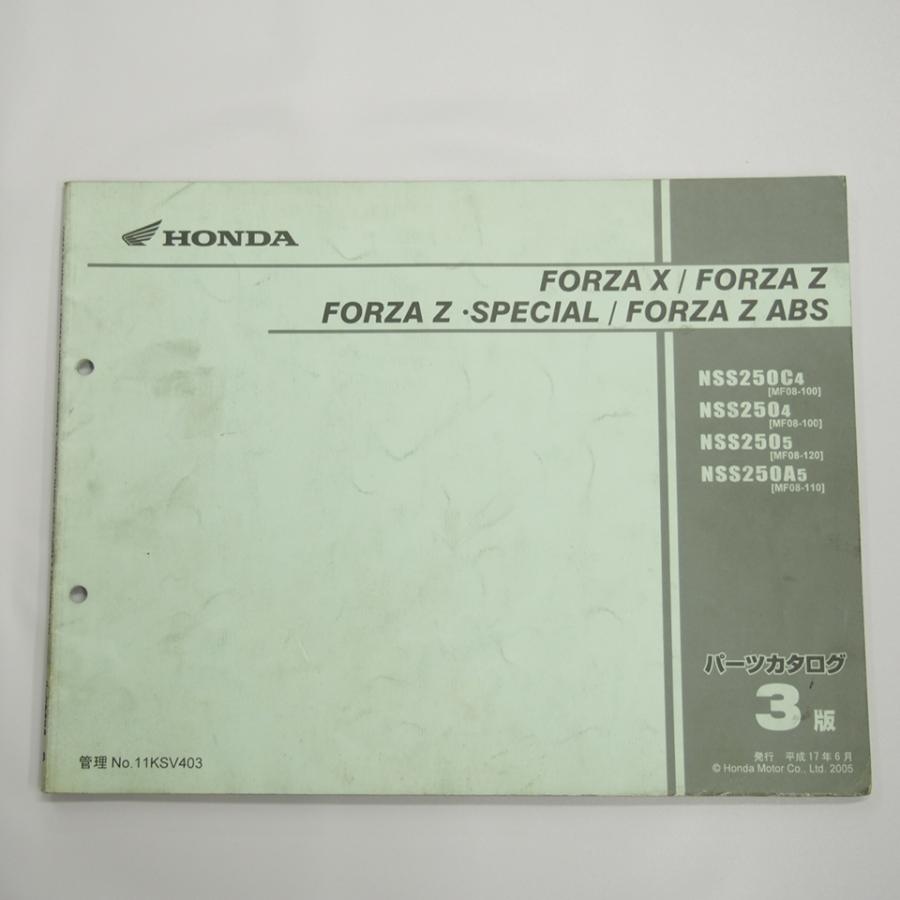 HONDA
FORZA X / FORZA Z
FORZA Z ・SPECIAL / FORZA Z ABS
NSS250C4
[MF08-100]
NSS2504
[MF08-100]
NSS2505
[MF08-120]
NSS250A5
[MF08-110]
パーツカタログ
3版
管理 No.11KSV403
発行 平成17年6月
© Honda Motor Co., Ltd. 2005